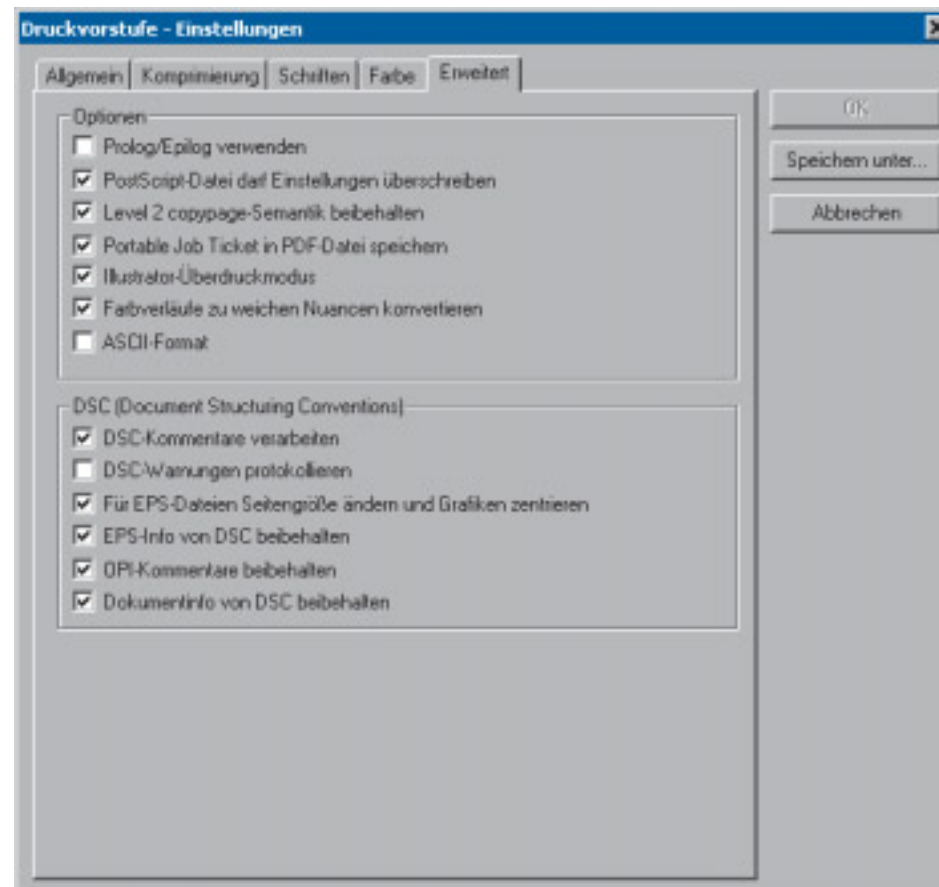 Druckvorstufe - Einstellungen
Allgemein Komprimierung Schriften Farbe Erweitert
OK
Speichern unter...
Abbrechen
Optionen
Prolog/Epilog verwenden
PostScript-Datei darf Einstellungen überschreiben
Level 2 copypage-Semantik beibehalten
Portable Job Ticket in PDF-Datei speichern
Illustrator-Überdruckmodus
Farbverläufe zu weichen Nuancen konvertieren
ASCII-Format
DSC (Document Structuring Conventions)
DSC-Kommentare verarbeiten
DSC-Warnungen protokollieren
Für EPS-Dateien Seitengröße ändern und Grafiken zentrieren
EPS-Info von DSC beibehalten
OPI-Kommentare beibehalten
Dokumentinfo von DSC beibehalten